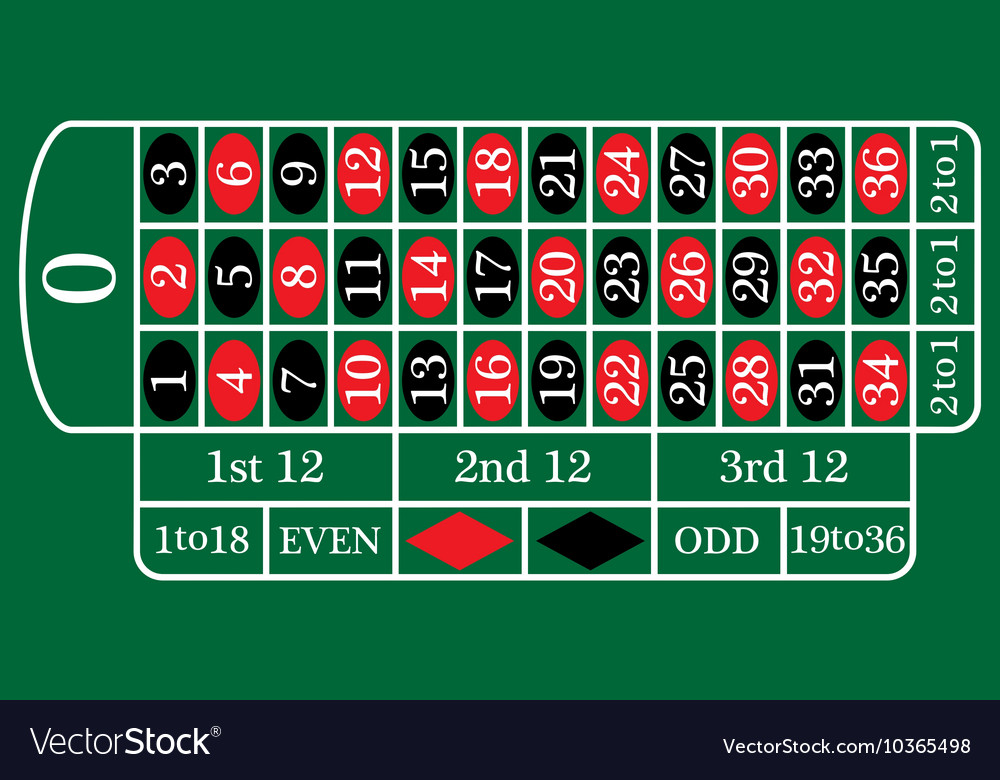 3 6 9 12 15 18 21 24 27 30 33 36 2to1
0 2 5 8 11 14 17 20 23 26 29 32 35 2to1
1 4 7 10 13 16 19 22 25 28 31 34 2to1
1st 12 2nd 12 3rd 12
1to18 EVEN ODD 19to36
VectorStock® VectorStock.com/10365498